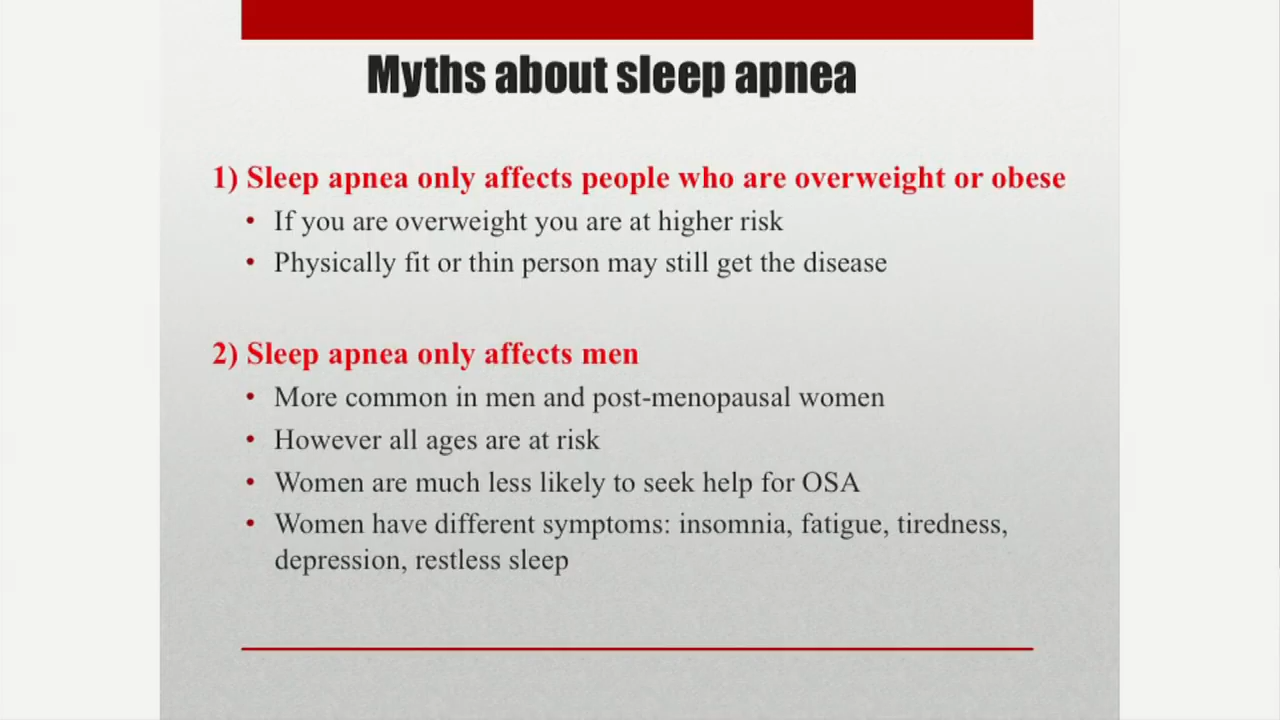 Myths about sleep apnea
1) Sleep apnea only affects people who are overweight or obese
• If you are overweight you are at higher risk
• Physically fit or thin person may still get the disease
2) Sleep apnea only affects men
• More common in men and post-menopausal women
• However all ages are at risk
• Women are much less likely to seek help for OSA
• Women have different symptoms: insomnia, fatigue, tiredness,
depression, restless sleep